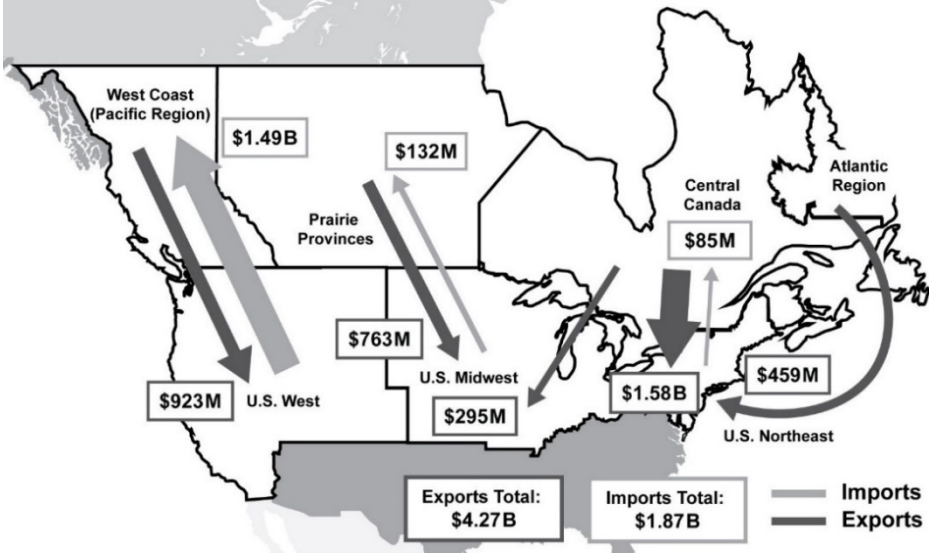 West Coast
(Pacific Region)
$1.49B
$132M
Central
Canada
Atlantic
Region
Prairie
Provinces
$85M
$763M
$923M
U.S. West
U.S. Midwest
$295M
$1.58B
$459M
U.S. Northeast
Exports Total:
$4.27B
Imports Total:
$1.87B
Imports
Exports